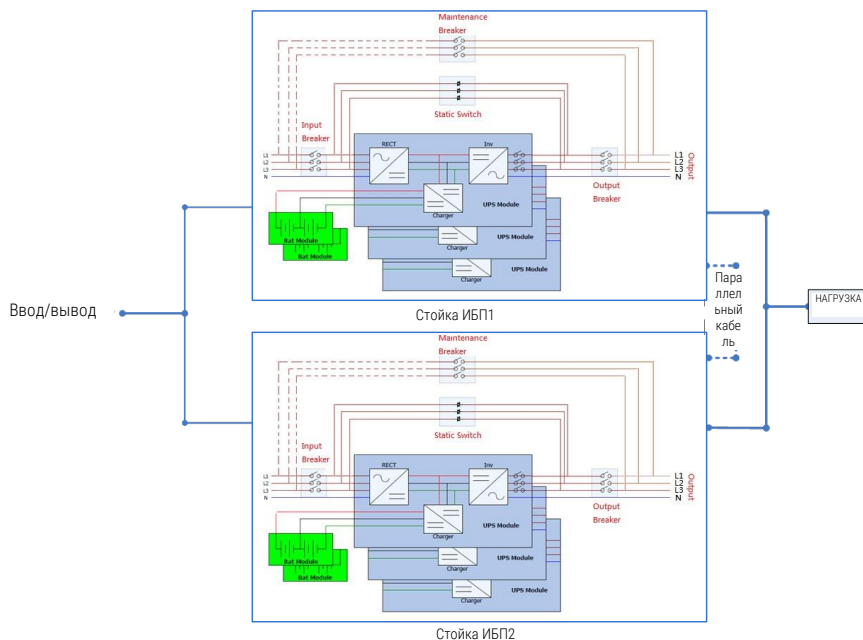 Maintenance
Breaker
Static Switch
Input
Breaker
RECT
Inv
L1
L2
L3
N
L1
L2
L3
N
Output
Output
Breaker
Charger
UPS Module
Bat Module
Bat Module
Charger
UPS Module
Charger
UPS Module
Стойка ИБП1
Ввод/вывод
Пара
ллел
ьный
кабе
ль
НАГРУЗКА
Maintenance
Breaker
Static Switch
Input
Breaker
RECT
Inv
L1
L2
L3
N
L1
L2
L3
N
Output
Output
Breaker
Charger
UPS Module
Bat Module
Bat Module
Charger
UPS Module
Charger
UPS Module
Стойка ИБП2